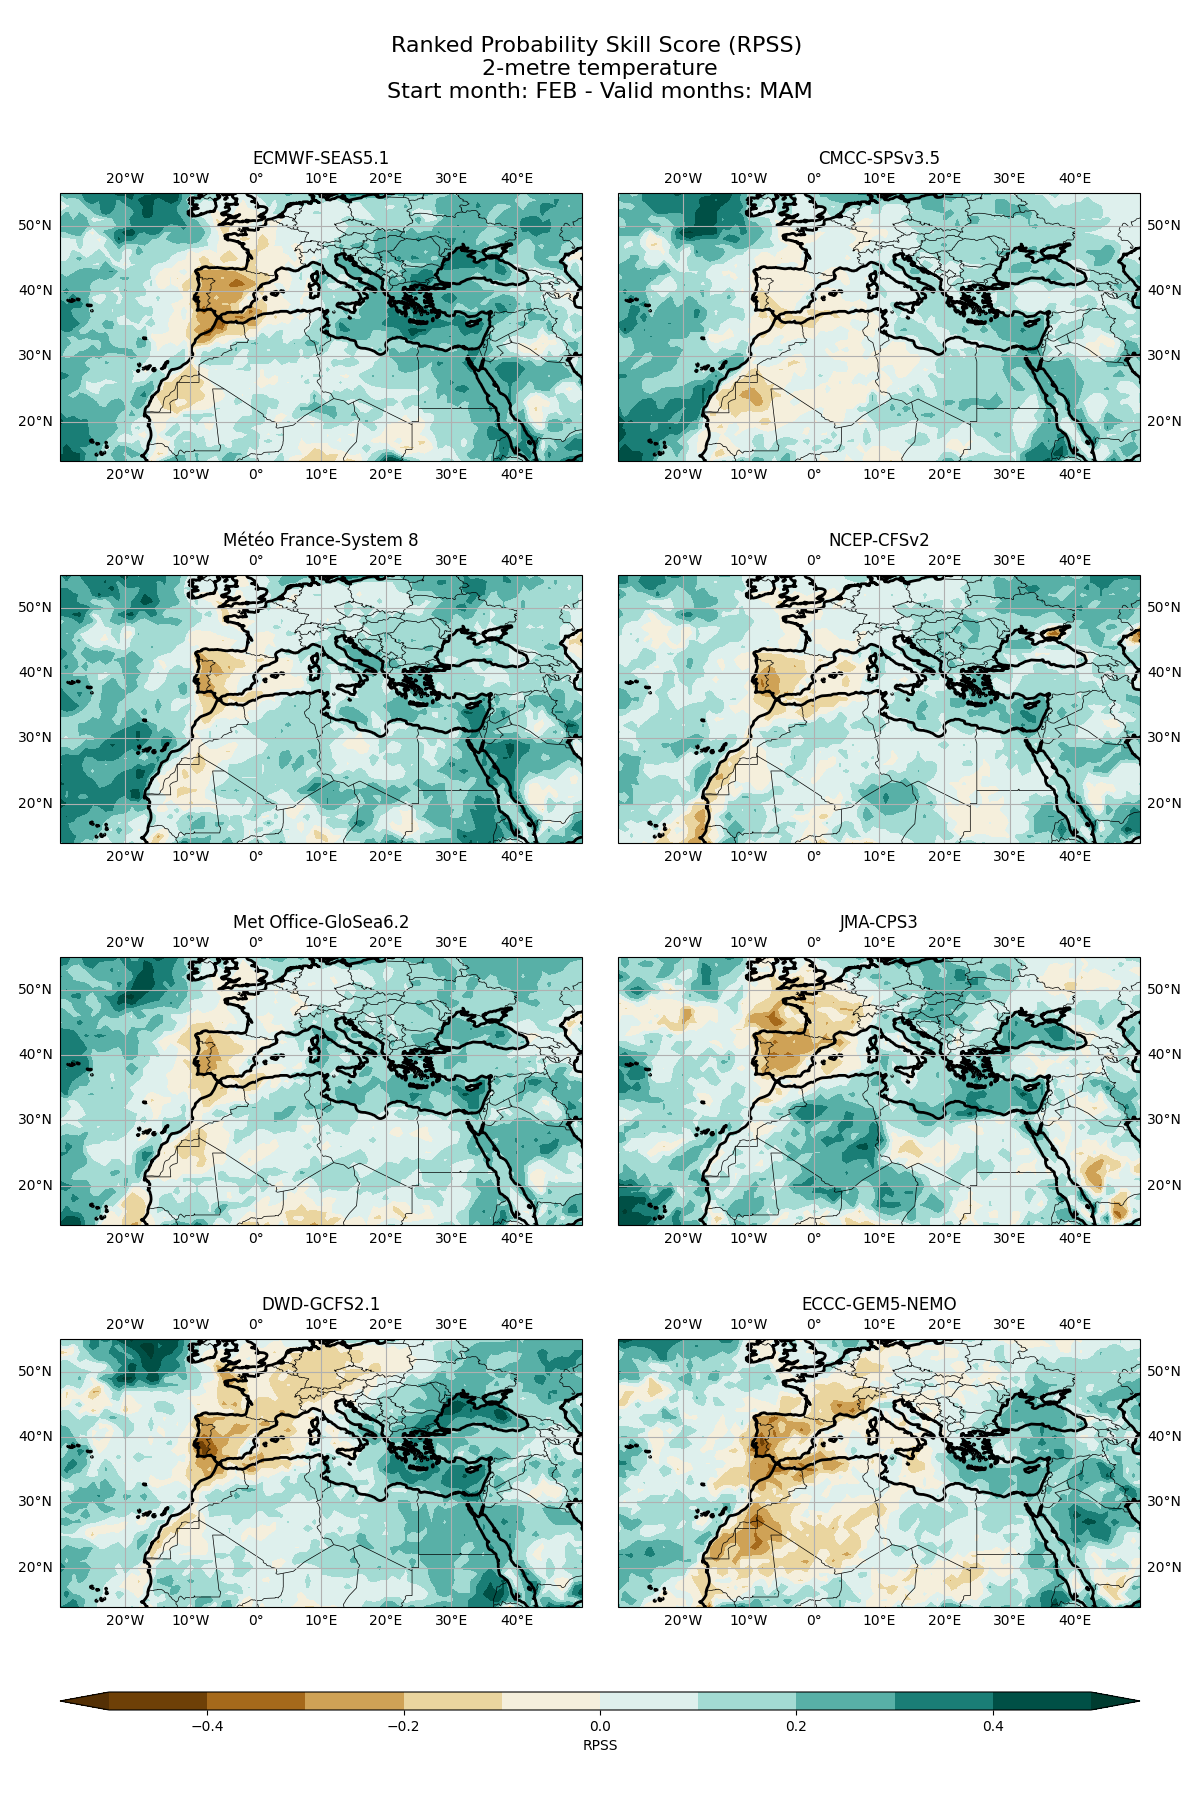 Ranked Probability Skill Score (RPSS)
2-metre temperature
Start month: FEB - Valid months: MAM
ECMWF-SEAS5.1
20°W 10°W 0° 10°E 20°E 30°E 40°E
50°N
40°N
30°N
20°N
20°W 10°W 0° 10°E 20°E 30°E 40°E
CMCC-SPSv3.5
20°W 10°W 0° 10°E 20°E 30°E 40°E
50°N
40°N
30°N
20°N
20°W 10°W 0° 10°E 20°E 30°E 40°E
Météo France-System 8
20°W 10°W 0° 10°E 20°E 30°E 40°E
50°N
40°N
30°N
20°N
20°W 10°W 0° 10°E 20°E 30°E 40°E
NCEP-CFSv2
20°W 10°W 0° 10°E 20°E 30°E 40°E
50°N
40°N
30°N
20°N
20°W 10°W 0° 10°E 20°E 30°E 40°E
Met Office-GloSea6.2
20°W 10°W 0° 10°E 20°E 30°E 40°E
50°N
40°N
30°N
20°N
20°W 10°W 0° 10°E 20°E 30°E 40°E
JMA-CPS3
20°W 10°W 0° 10°E 20°E 30°E 40°E
50°N
40°N
30°N
20°N
20°W 10°W 0° 10°E 20°E 30°E 40°E
DWD-GCFS2.1
20°W 10°W 0° 10°E 20°E 30°E 40°E
50°N
40°N
30°N
20°N
20°W 10°W 0° 10°E 20°E 30°E 40°E
ECCC-GEM5-NEMO
20°W 10°W 0° 10°E 20°E 30°E 40°E
50°N
40°N
30°N
20°N
20°W 10°W 0° 10°E 20°E 30°E 40°E
−0.4 −0.2 0.0 0.2 0.4
RPSS